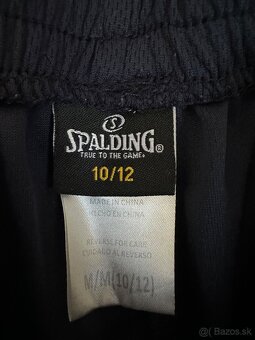 S
SPALDING®
TRUE TO THE GAME®
10/12
MADE IN CHINA
HECHO EN CHINA
REVERSE FOR CARE
CUIDADO AL REVERSO
M/M(10/12)
Bazos.sk